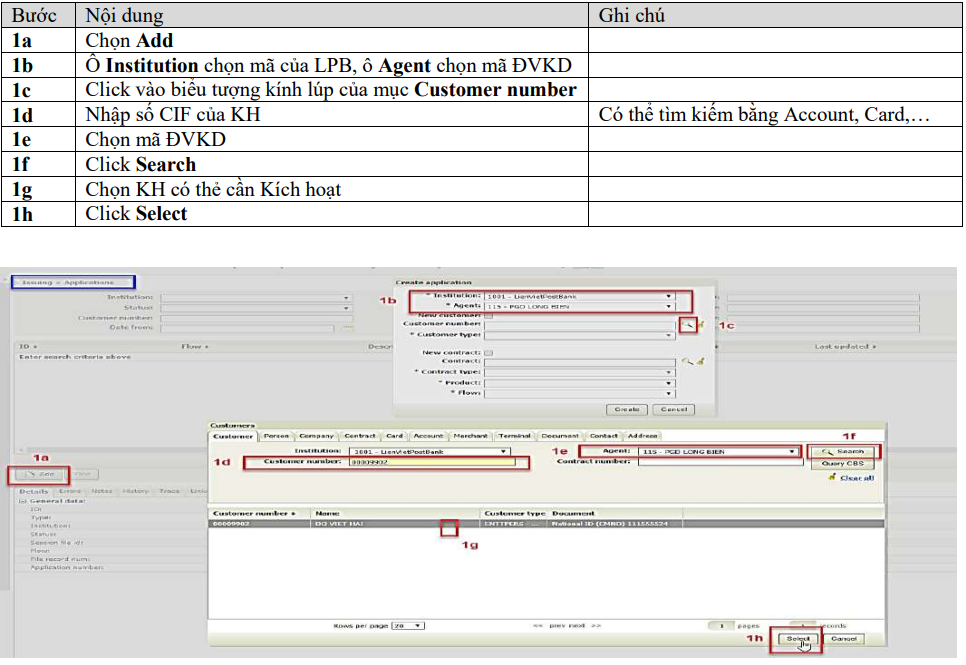 Bước Nội dung Ghi chú
1a Chọn Add
1b Ô Institution chọn mã của LPB, ô Agent chọn mã ĐVKD
1c Click vào biểu tượng kính lúp của mục Customer number
1d Nhập số CIF của KH Có thể tìm kiếm bằng Account, Card,…
1e Chọn mã ĐVKD
1f Click Search
1g Chọn KH có thẻ cần Kích hoạt
1h Click Select
Issuing > Applications
Institution:
Status:
Customer number:
Date from:
ID Flow Descr Last updated
Enter search criteria above
Create application
1b
* Institution: 1001 - LienVietPostBank
* Agent: 115 - PGD LONG BIEN
New customer:
Customer number: 1c
* Customer type:
New contract:
Contract:
* Contract type:
* Product:
* Flow:
Create Cancel
1a
Add
Details Errors Notes History Trace Links
General data:
ID:
Type:
Institution:
Status:
Session file id:
Flow:
File record num:
Application number:
Customers
Customer Person Company Contract Card Account Merchant Terminal Document Contact Address
1f
Institution: 1001 - LienVietPostBank 1e Agent: 115 - PGD LONG BIEN Search
1d Customer number: 00009902 Contract number: Query CBS
Clear all
Customer number Name Customer type Document
00009902 DO VIET HAI ENTTPERS - ... National ID (CMND) 111555524
1g
Rows per page 20 << prev next >> 1 pages records
1h Select Cancel